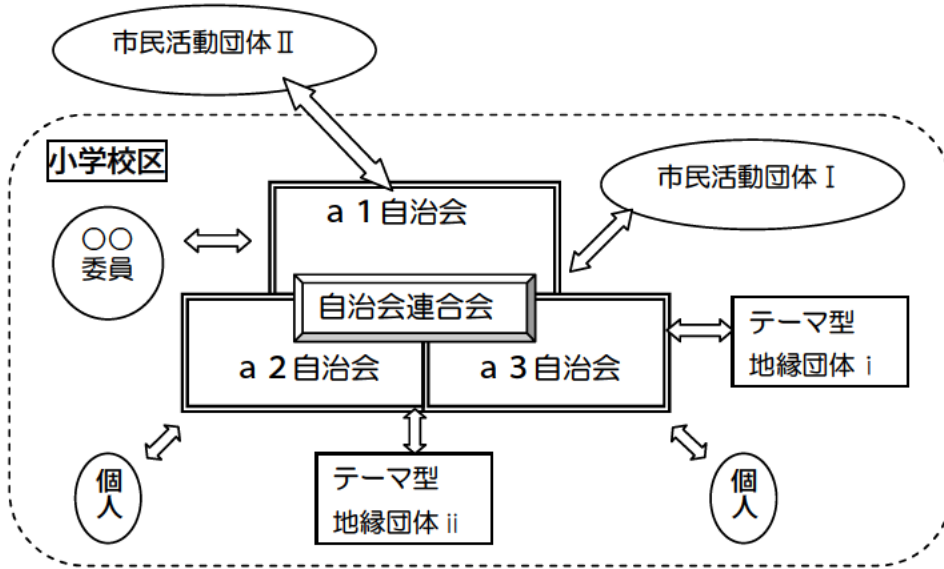 市民活動団体Ⅱ
小学校区
市民活動団体Ⅰ
ａ１自治会
○○
委員
自治会連合会
テーマ型
地縁団体ⅰ
ａ２自治会
ａ３自治会
個
人
テーマ型
地縁団体ⅱ
個
人